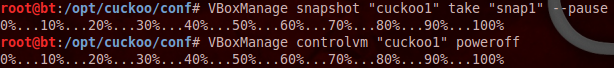 root@bt:/opt/cuckoo/conf# VBoxManage snapshot "cuckoo1" take "snap1" --pause
0%...10%...20%...30%...40%...50%...60%...70%...80%...90%...100%
root@bt:/opt/cuckoo/conf# VBoxManage controlvm "cuckoo1" poweroff
0%...10%...20%...30%...40%...50%...60%...70%...80%...90%...100%